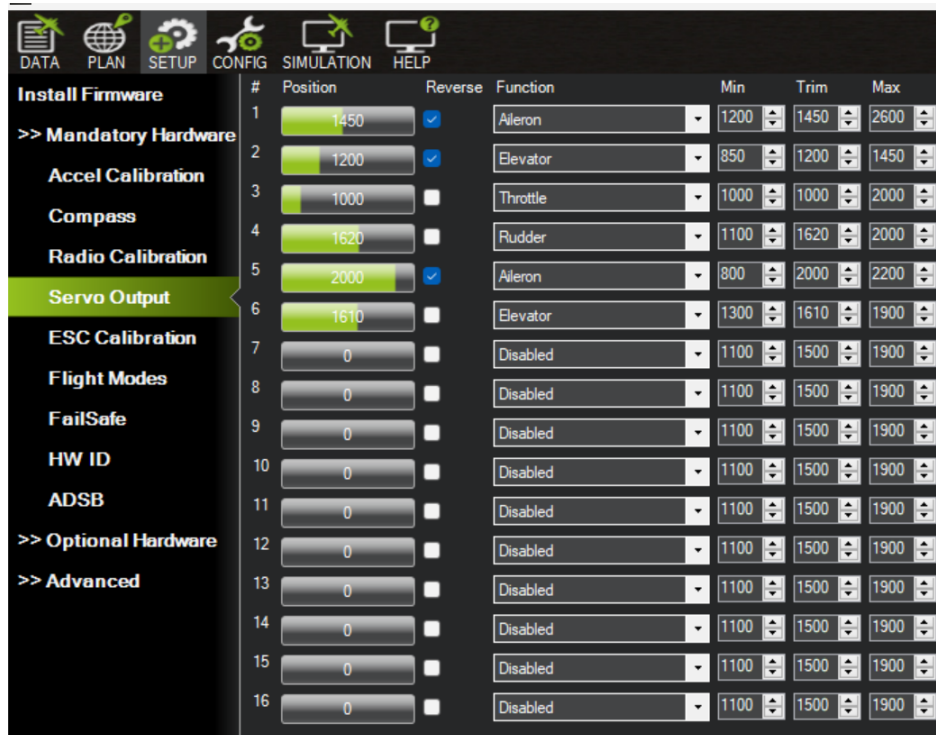 DATA PLAN SETUP CONFIG SIMULATION HELP
Install Firmware
>> Mandatory Hardware
Accel Calibration
Compass
Radio Calibration
Servo Output
ESC Calibration
Flight Modes
FailSafe
HW ID
ADSB
>> Optional Hardware
>> Advanced
# Position Reverse Function Min Trim Max
1 1450 Aileron 1200 1450 2600
2 1200 Elevator 850 1200 1450
3 1000 Throttle 1000 1000 2000
4 1620 Rudder 1100 1620 2000
5 2000 Aileron 800 2000 2200
6 1610 Elevator 1300 1610 1900
7 0 Disabled 1100 1500 1900
8 0 Disabled 1100 1500 1900
9 0 Disabled 1100 1500 1900
10 0 Disabled 1100 1500 1900
11 0 Disabled 1100 1500 1900
12 0 Disabled 1100 1500 1900
13 0 Disabled 1100 1500 1900
14 0 Disabled 1100 1500 1900
15 0 Disabled 1100 1500 1900
16 0 Disabled 1100 1500 1900